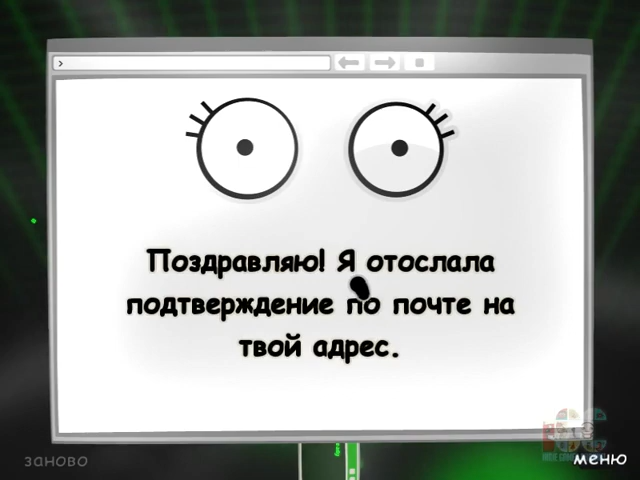 >
Поздравляю! Я отослала
подтверждение по почте на
твой адрес.
заново
меню